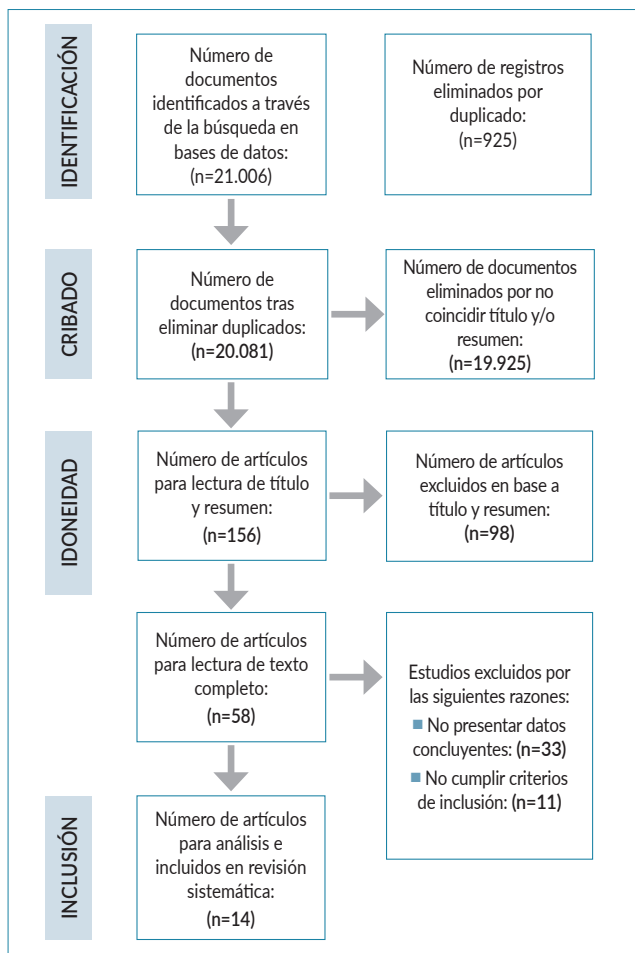 IDENTIFICACIÓN
Número de
documentos
identificados a través
de la búsqueda en
bases de datos:
(n=21.006)
Número de registros
eliminados por
duplicado:
(n=925)
CRIBADO
Número de
documentos tras
eliminar duplicados:
(n=20.081)
Número de documentos
eliminados por no
coincidir título y/o
resumen:
(n=19.925)
IDONEIDAD
Número de artículos
para lectura de título
y resumen:
(n=156)
Número de artículos
excluidos en base a
título y resumen:
(n=98)
Número de artículos
para lectura de texto
completo:
(n=58)
Estudios excluidos por
las siguientes razones:
■ No presentar datos
concluyentes: (n=33)
■ No cumplir criterios
de inclusión: (n=11)
INCLUSIÓN
Número de artículos
para análisis e
incluidos en revisión
sistemática:
(n=14)